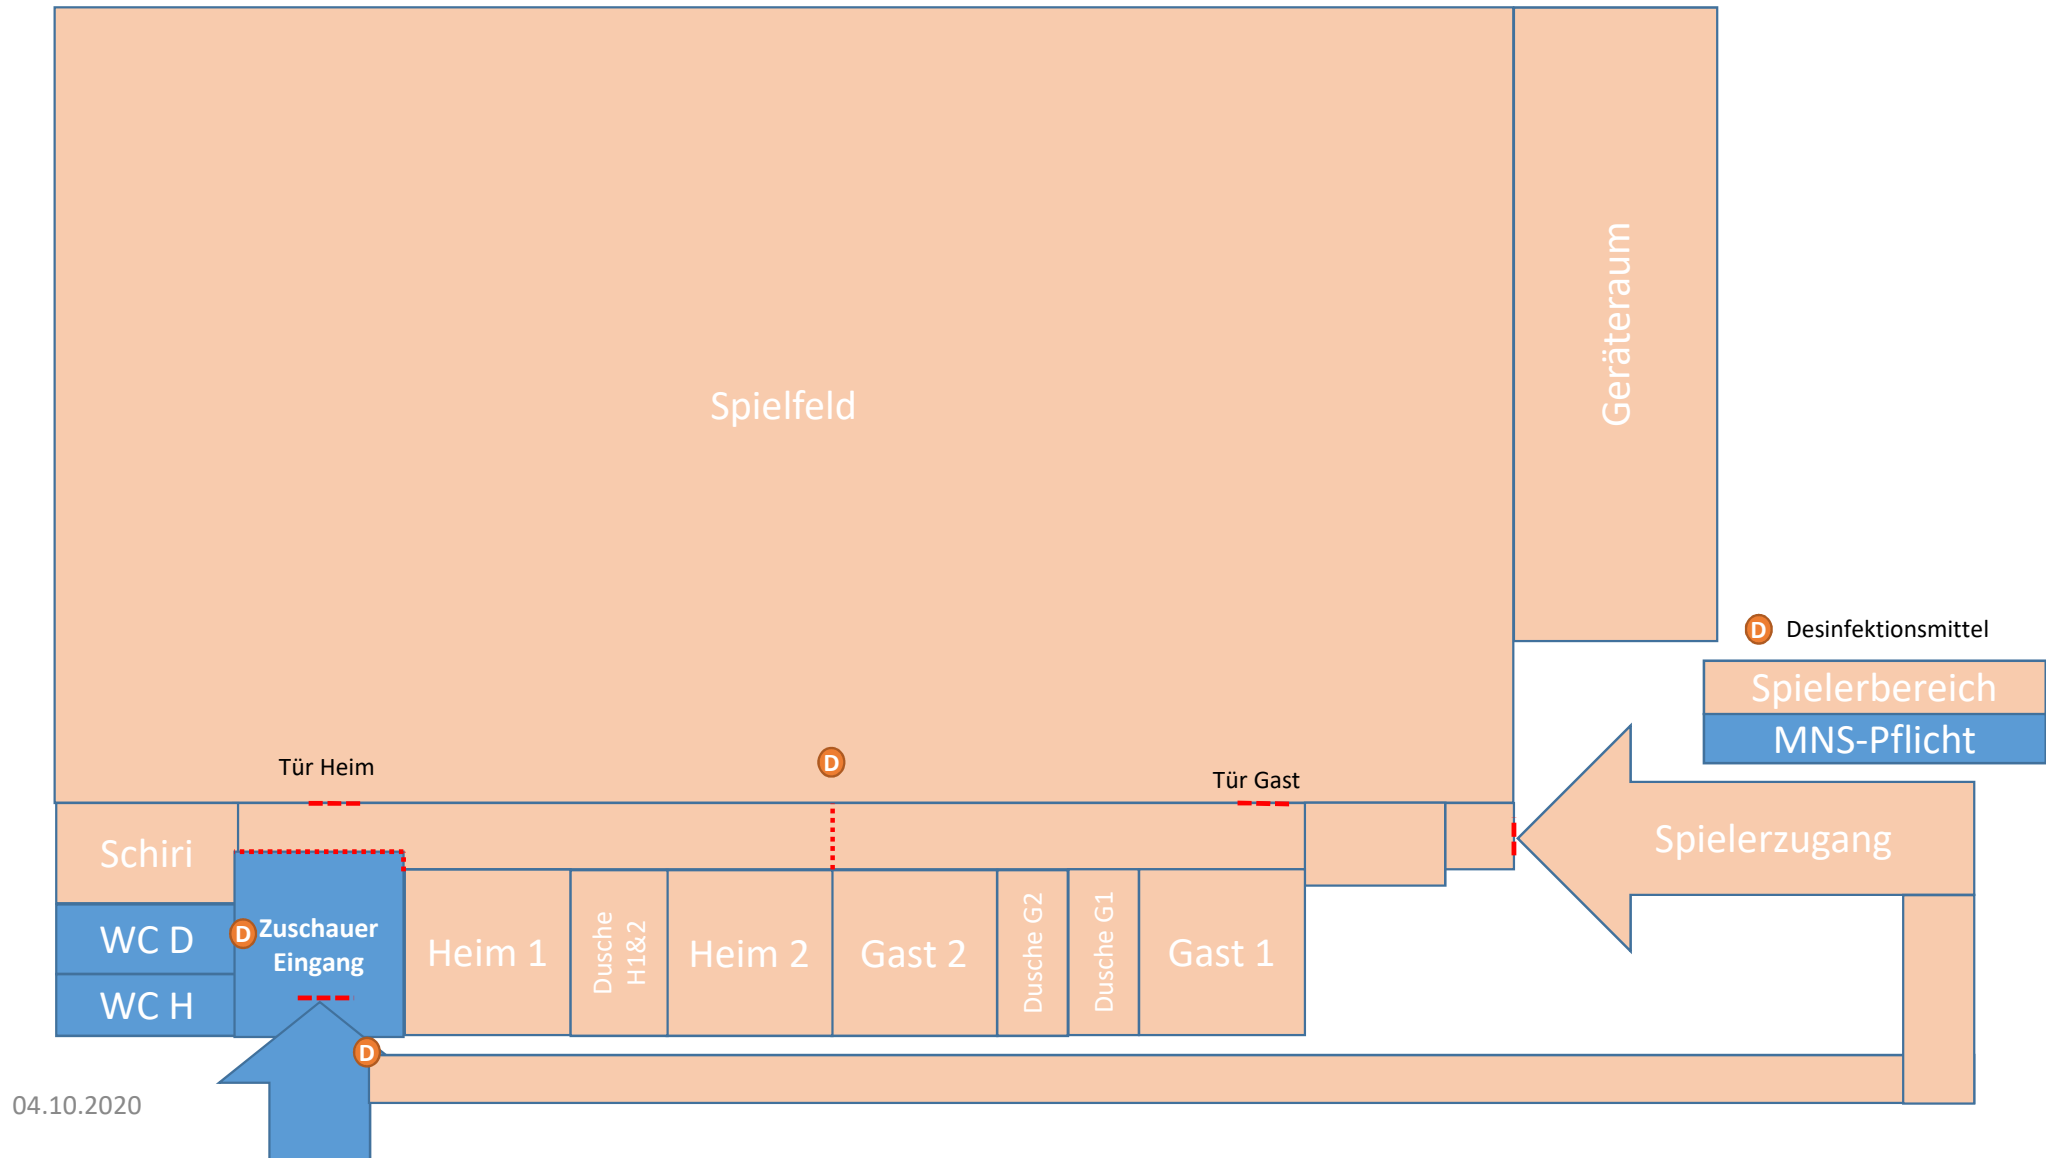 Spielfeld
Geräteraum
D Desinfektionsmittel
Spielerbereich
MNS-Pflicht
Tür Heim
D
Tür Gast
Schiri
Spielerzugang
WC D
D
Zuschauer
Eingang
WC H
Heim 1
Dusche
H1&2
Heim 2
Gast 2
Dusche G2
Dusche G1
Gast 1
D
04.10.2020